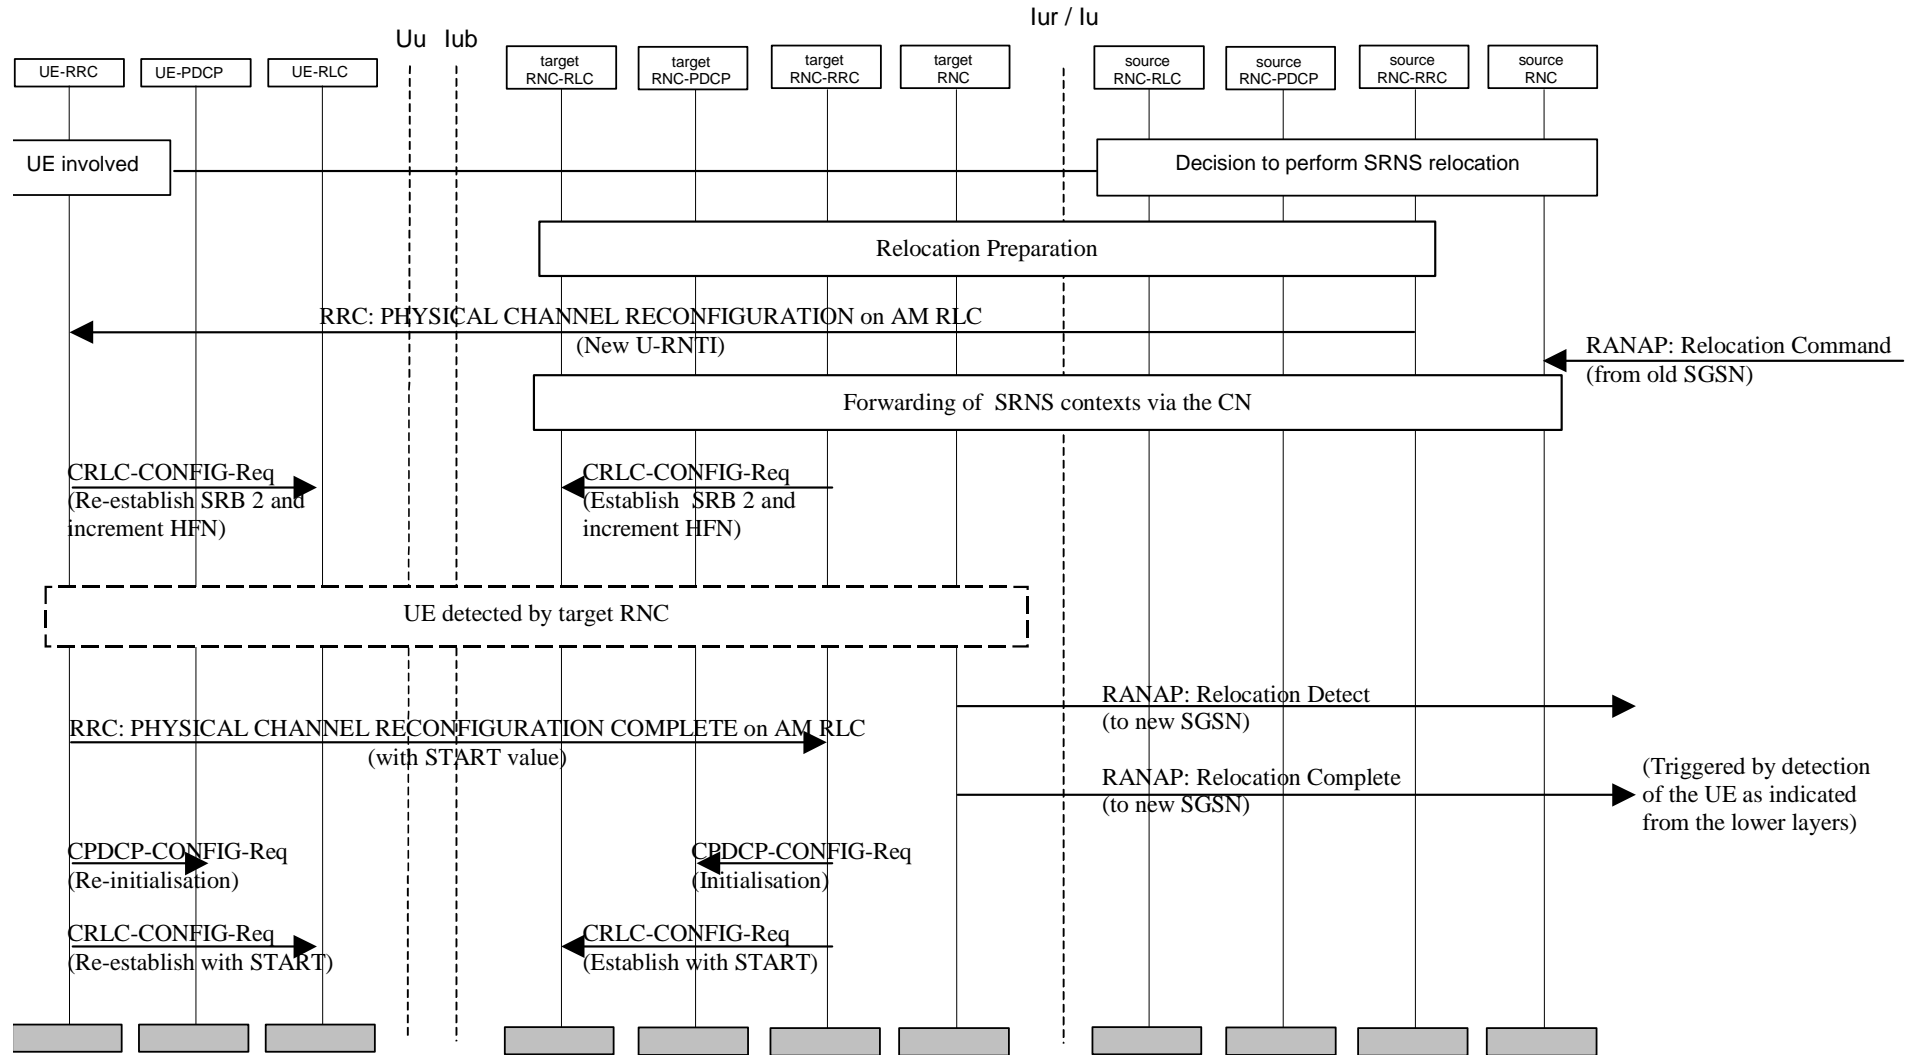 Iur / Iu
Uu Iub
UE-RRC
UE-PDCP
UE-RLC
target
RNC-RLC
target
RNC-PDCP
target
RNC-RRC
target
RNC
source
RNC-RLC
source
RNC-PDCP
source
RNC-RRC
source
RNC
UE involved
Decision to perform SRNS relocation
Relocation Preparation
RRC: PHYSICAL CHANNEL RECONFIGURATION on AM RLC
(New U-RNTI)
RANAP: Relocation Command
(from old SGSN)
Forwarding of SRNS contexts via the CN
CRLC-CONFIG-Req
(Re-establish SRB 2 and
increment HFN)
CRLC-CONFIG-Req
(Establish SRB 2 and
increment HFN)
UE detected by target RNC
RANAP: Relocation Detect
(to new SGSN)
RRC: PHYSICAL CHANNEL RECONFIGURATION COMPLETE on AM RLC
(with START value)
RANAP: Relocation Complete
(to new SGSN)
(Triggered by detection
of the UE as indicated
from the lower layers)
CPDCP-CONFIG-Req
(Re-initialisation)
CPDCP-CONFIG-Req
(Initialisation)
CRLC-CONFIG-Req
(Re-establish with START)
CRLC-CONFIG-Req
(Establish with START)